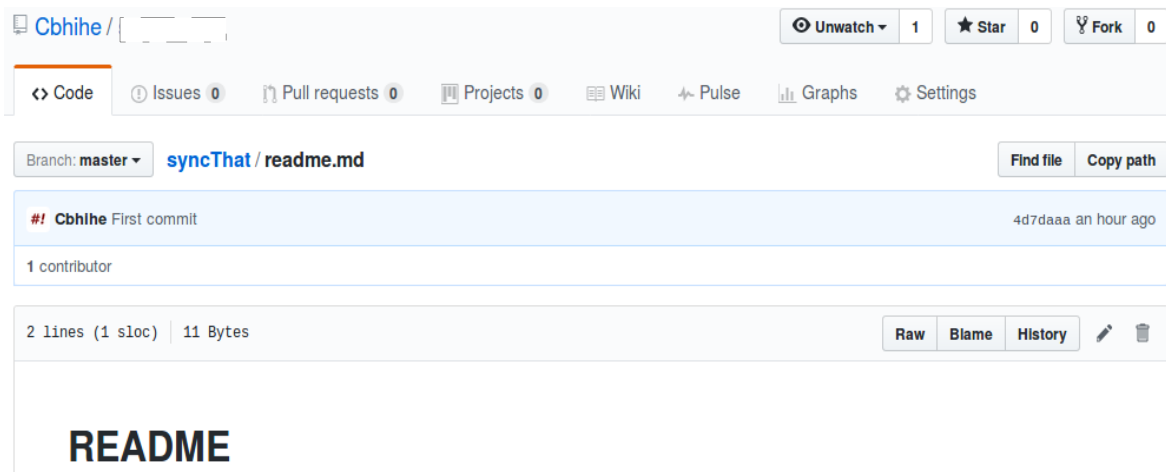 Cbhihe /
Unwatch 1 Star 0 Fork 0
<> Code Issues 0 Pull requests 0 Projects 0 Wiki Pulse Graphs Settings
Branch: master syncThat / readme.md Find file Copy path
#! Cbhihe First commit 4d7daaa an hour ago
1 contributor
2 lines (1 sloc) 11 Bytes Raw Blame History
README